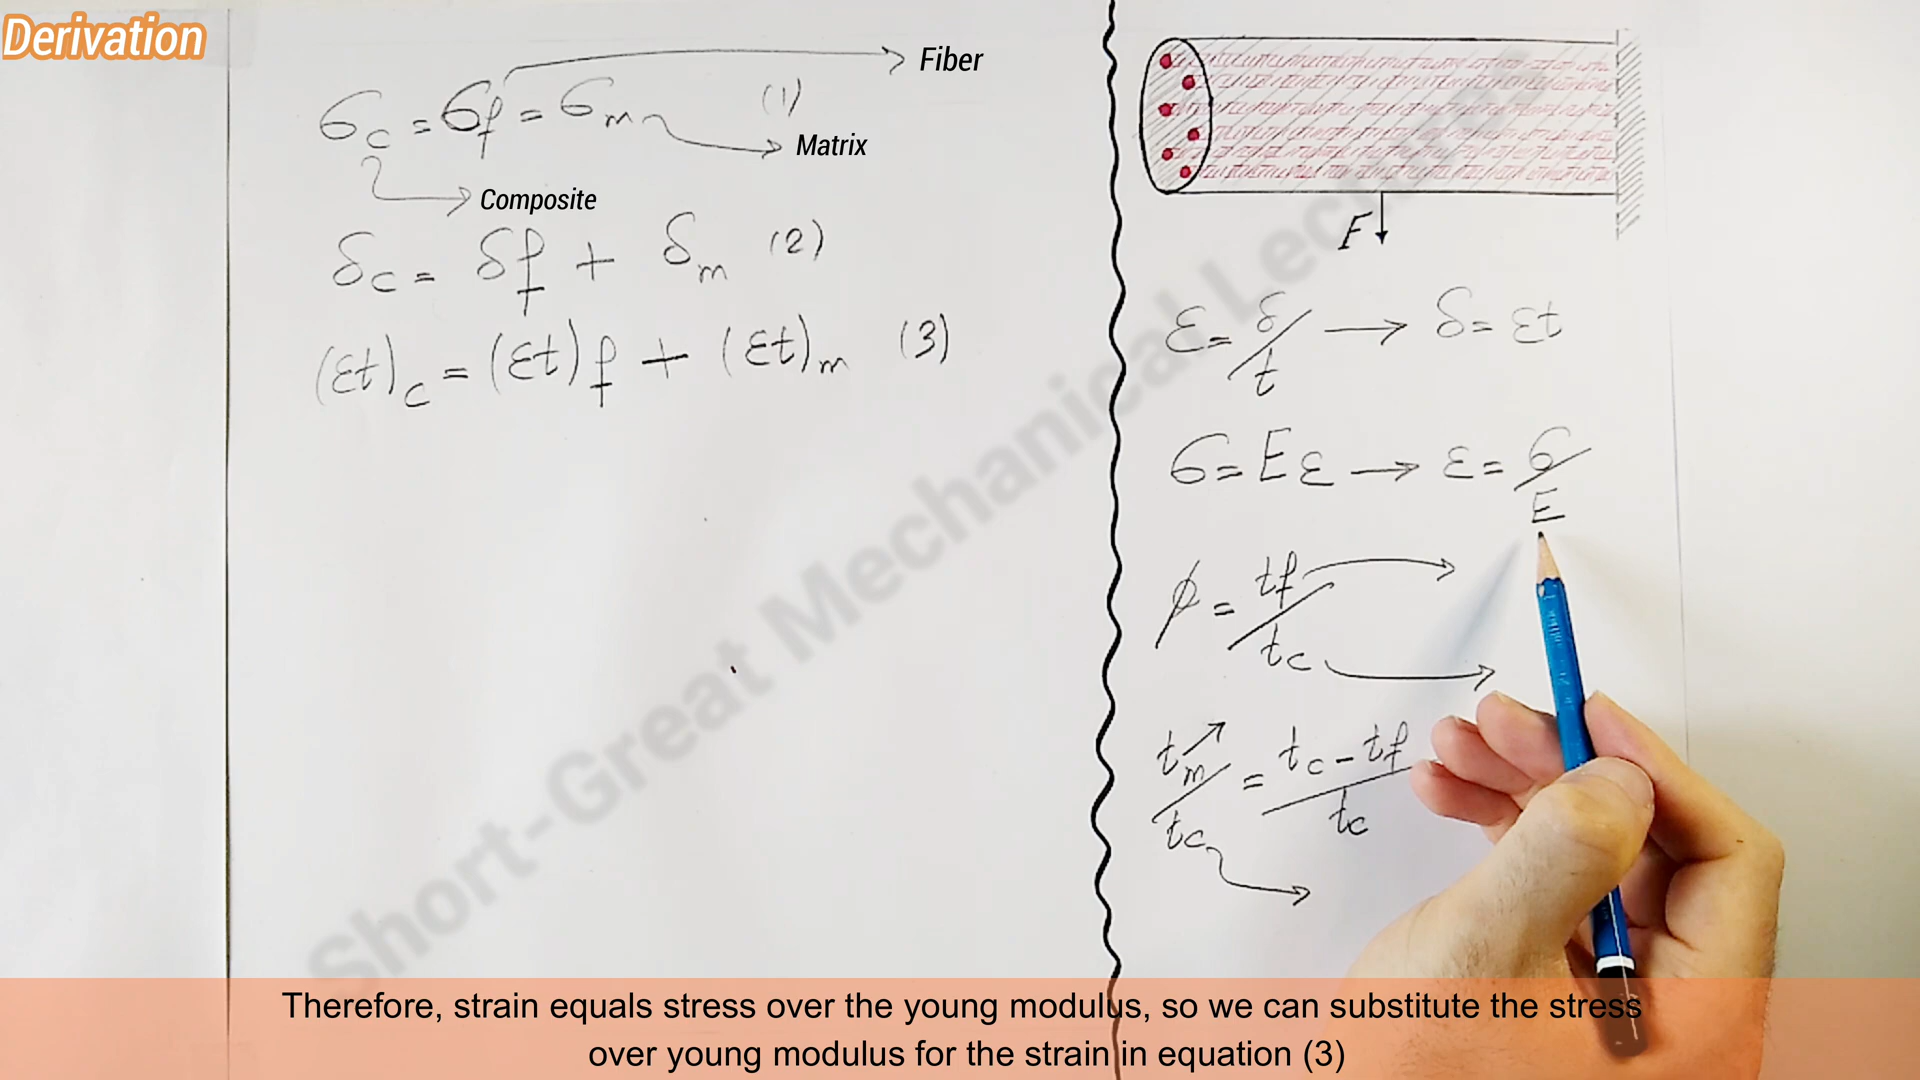 Derivation
Fiber
σc = σf = σm (1)
Matrix
Composite
δc = δf + δm (2)
(εt)c = (εt)f + (εt)m (3)
F
ε = δ/t → δ = εt
σ = Eε → ε = σ/E
ϕ = tf/tc
tm/tc = tc - tf/tc
Short-Great Mechanical Lecture
Therefore, strain equals stress over the young modulus, so we can substitute the stress
over young modulus for the strain in equation (3)